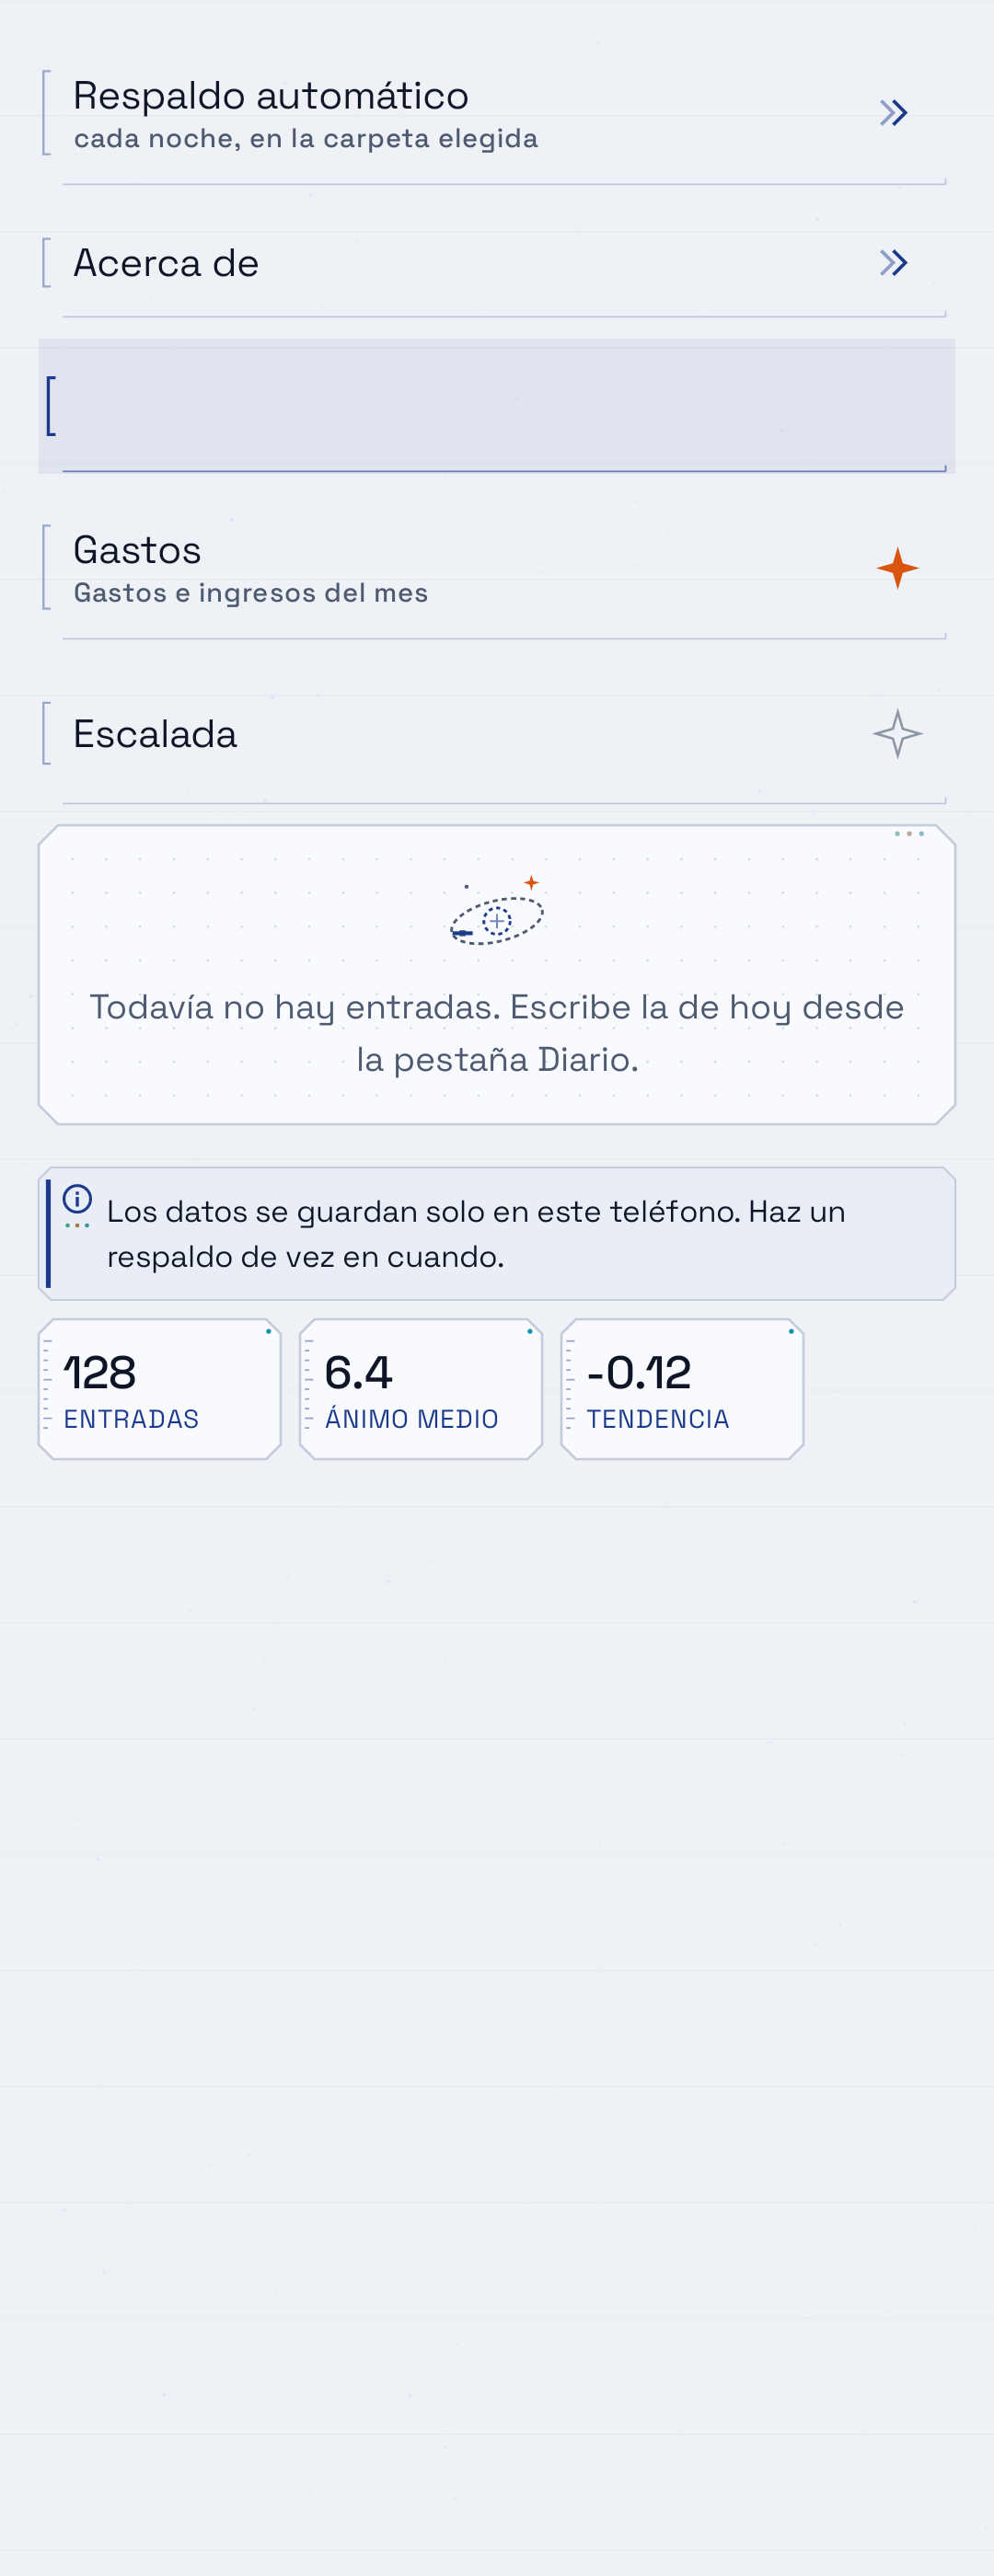 Respaldo automático
cada noche, en la carpeta elegida
Acerca de
Gastos
Gastos e ingresos del mes
Escalada
Todavía no hay entradas. Escribe la de hoy desde
la pestaña Diario.
Los datos se guardan solo en este teléfono. Haz un
respaldo de vez en cuando.
128
ENTRADAS
6.4
ÁNIMO MEDIO
-0.12
TENDENCIA